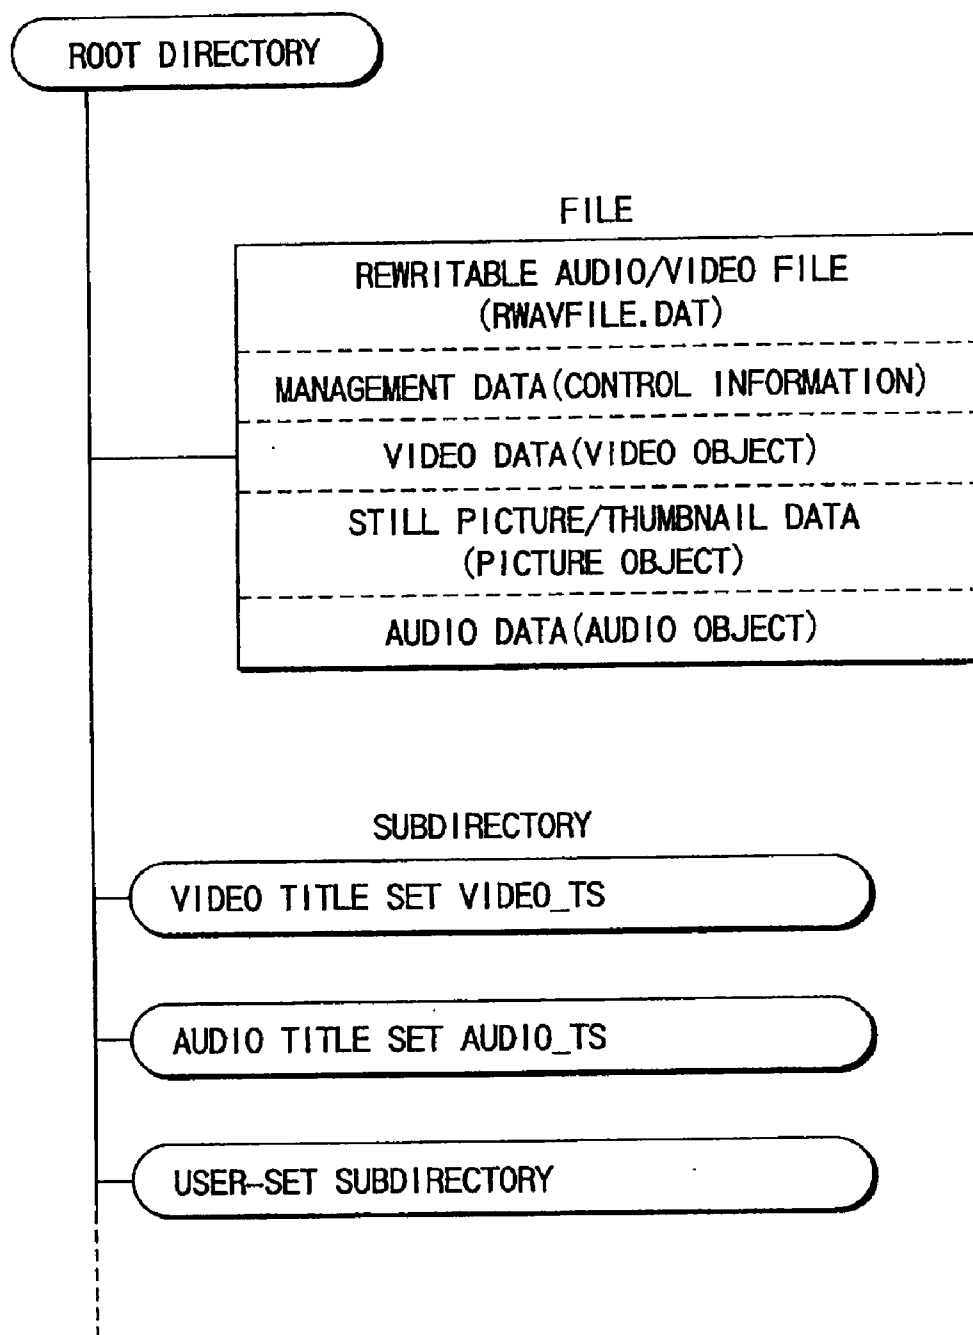 ROOT DIRECTORY
FILE
REWRITABLE AUDIO/VIDEO FILE
(RWAVFILE.DAT)
MANAGEMENT DATA(CONTROL INFORMATION)
VIDEO DATA(VIDEO OBJECT)
STILL PICTURE/THUMBNAIL DATA
(PICTURE OBJECT)
AUDIO DATA(AUDIO OBJECT)
SUBDIRECTORY
VIDEO TITLE SET VIDEO_TS
AUDIO TITLE SET AUDIO_TS
USER-SET SUBDIRECTORY